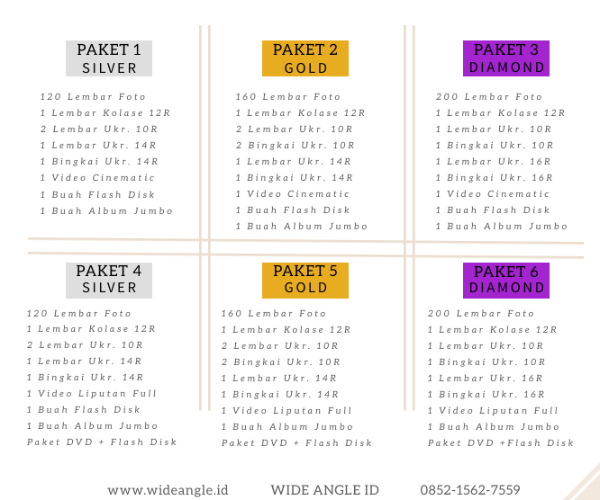 PAKET 1
SILVER
120 Lembar Foto
1 Lembar Kolase 12R
2 Lembar Ukr. 10R
1 Lembar Ukr. 14R
1 Bingkai Ukr. 14R
1 Video Cinematic
1 Buah Flash Disk
1 Buah Album Jumbo
PAKET 2
GOLD
160 Lembar Foto
1 Lembar Kolase 12R
2 Lembar Ukr. 10R
2 Bingkai Ukr. 10R
1 Lembar Ukr. 14R
1 Bingkai Ukr. 14R
1 Video Cinematic
1 Buah Flash Disk
1 Buah Album Jumbo
PAKET 3
DIAMOND
200 Lembar Foto
1 Lembar Kolase 12R
1 Lembar Ukr. 10R
1 Bingkai Ukr. 10R
1 Lembar Ukr. 16R
1 Bingkai Ukr. 16R
1 Video Cinematic
1 Buah Flash Disk
1 Buah Album Jumbo
PAKET 4
SILVER
120 Lembar Foto
1 Lembar Kolase 12R
2 Lembar Ukr. 10R
1 Lembar Ukr. 14R
1 Bingkai Ukr. 14R
1 Video Liputan Full
1 Buah Flash Disk
1 Buah Album Jumbo
Paket DVD + Flash Disk
PAKET 5
GOLD
160 Lembar Foto
1 Lembar Kolase 12R
2 Lembar Ukr. 10R
2 Bingkai Ukr. 10R
1 Lembar Ukr. 14R
1 Bingkai Ukr. 14R
1 Video Liputan Full
1 Buah Album Jumbo
Paket DVD + Flash Disk
PAKET 6
DIAMOND
200 Lembar Foto
1 Lembar Kolase 12R
1 Lembar Ukr. 10R
1 Bingkai Ukr. 10R
1 Lembar Ukr. 16R
1 Bingkai Ukr. 16R
1 Video Liputan Full
1 Buah Album Jumbo
Paket DVD +Flash Disk
www.wideangle.id WIDE ANGLE ID 0852-1562-7559